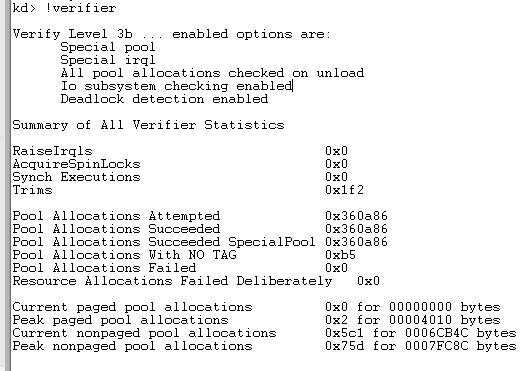 kd> !verifier
Verify Level 3b ... enabled options are:
Special pool
Special irql
All pool allocations checked on unload
Io subsystem checking enabled
Deadlock detection enabled
Summary of All Verifier Statistics
RaiseIrqls 0x0
AcquireSpinLocks 0x0
Synch Executions 0x0
Trims 0x1f2
Pool Allocations Attempted 0x360a86
Pool Allocations Succeeded 0x360a86
Pool Allocations Succeeded SpecialPool 0x360a86
Pool Allocations With NO TAG 0xb5
Pool Allocations Failed 0x0
Resource Allocations Failed Deliberately 0x0
Current paged pool allocations 0x0 for 00000000 bytes
Peak paged pool allocations 0x2 for 00004010 bytes
Current nonpaged pool allocations 0x5c1 for 0006CB4C bytes
Peak nonpaged pool allocations 0x75d for 0007FC8C bytes